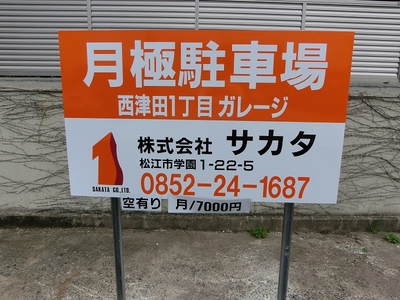 月極駐車場
西津田1丁目ガレージ
株式会社 サカタ
松江市学園1-22-5
SAKATA CO.,LTD.
0852-24-1687
空有り 月/7000円